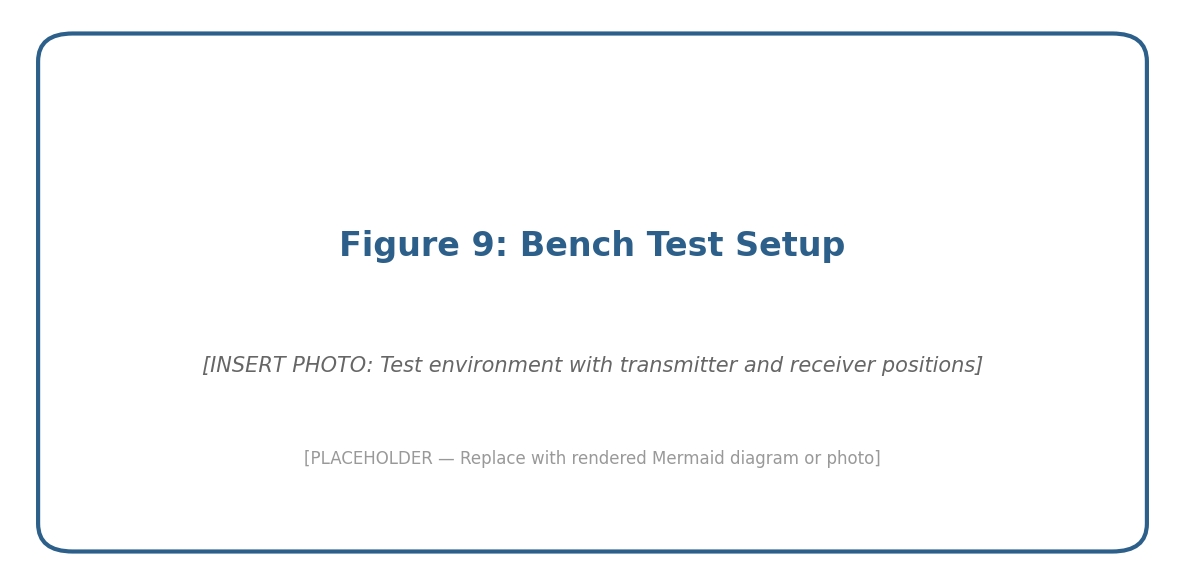 Figure 9: Bench Test Setup
[INSERT PHOTO: Test environment with transmitter and receiver positions]
[PLACEHOLDER — Replace with rendered Mermaid diagram or photo]